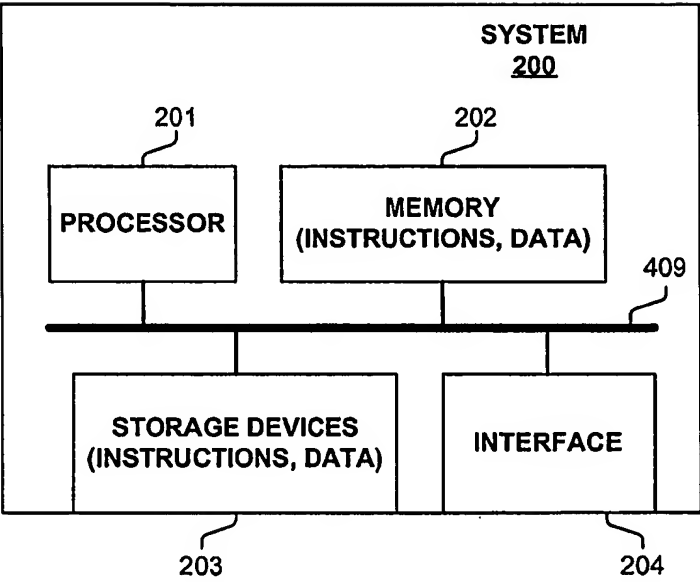 SYSTEM
200
201
202
PROCESSOR
MEMORY
(INSTRUCTIONS, DATA)
409
STORAGE DEVICES
(INSTRUCTIONS, DATA)
INTERFACE
203
204